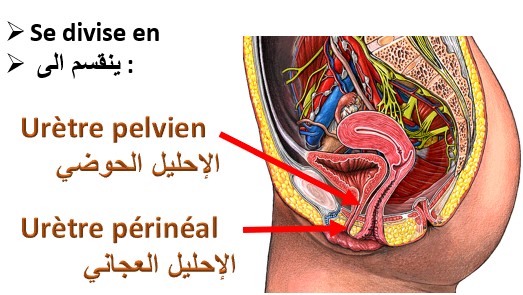 ➢ Se divise en
➢ ينقسم الى :
Urètre pelvien
الإحليل الحوضي
Urètre périnéal
الإحليل العجاني